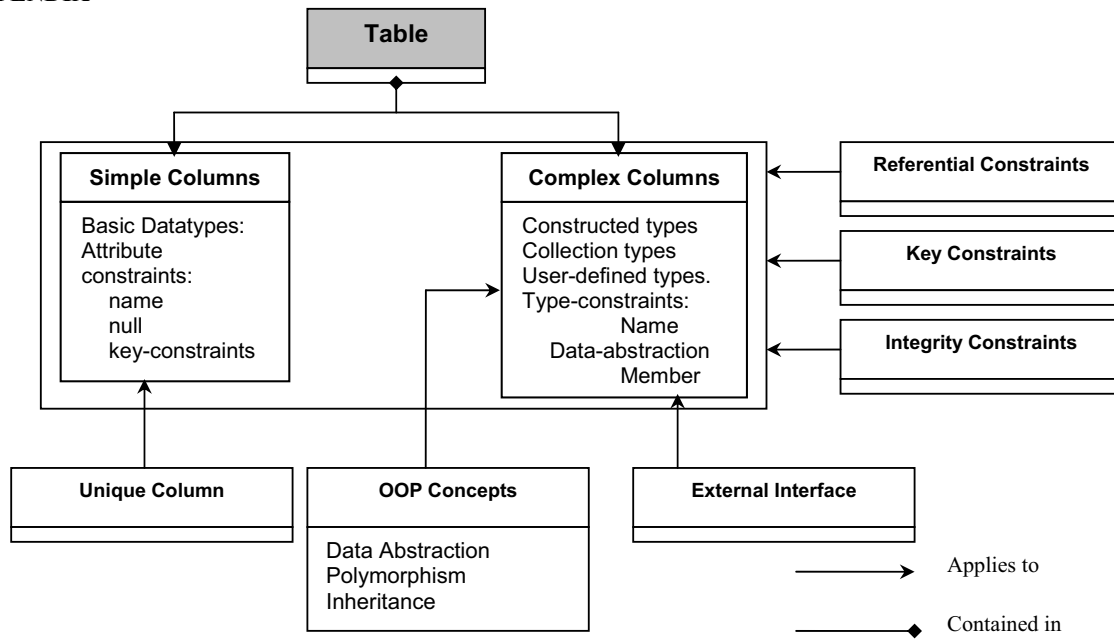 Table
Simple Columns
Basic Datatypes:
Attribute
constraints:
name
null
key-constraints
Complex Columns
Constructed types
Collection types
User-defined types.
Type-constraints:
Name
Data-abstraction
Member
Referential Constraints
Key Constraints
Integrity Constraints
Unique Column
OOP Concepts
Data Abstraction
Polymorphism
Inheritance
External Interface
Applies to
Contained in